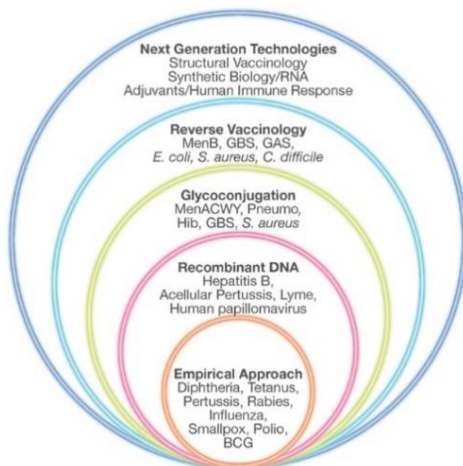 Next Generation Technologies
Structural Vaccinology
Synthetic Biology/RNA
Adjuvants/Human Immune Response
Reverse Vaccinology
MenB, GBS, GAS,
E. coli, S. aureus, C. difficile
Glycoconjugation
MenACWY, Pneumo,
Hib, GBS, S. aureus
Recombinant DNA
Hepatitis B,
Acellular Pertussis, Lyme,
Human papillomavirus
Empirical Approach
Diphtheria, Tetanus,
Pertussis, Rabies,
Influenza,
Smallpox, Polio,
BCG